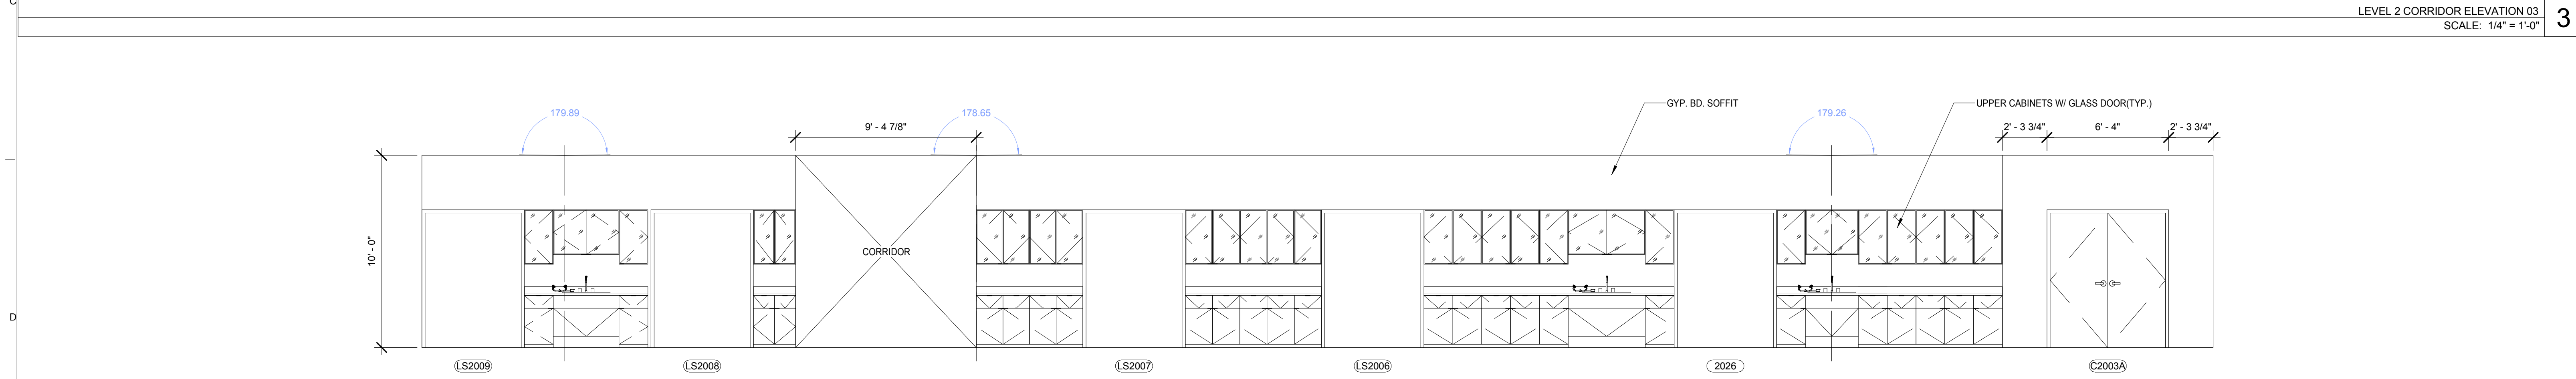 C
LEVEL 2 CORRIDOR ELEVATION 03
SCALE: 1/4" = 1'-0"
3
179.89
178.65
179.26
GYP. BD. SOFFIT
UPPER CABINETS W/ GLASS DOOR(TYP.)
9' - 4 7/8"
2' - 3 3/4"
6' - 4"
2' - 3 3/4"
10' - 0"
CORRIDOR
D
LS2009
LS2008
LS2007
LS2006
2026
C2003A